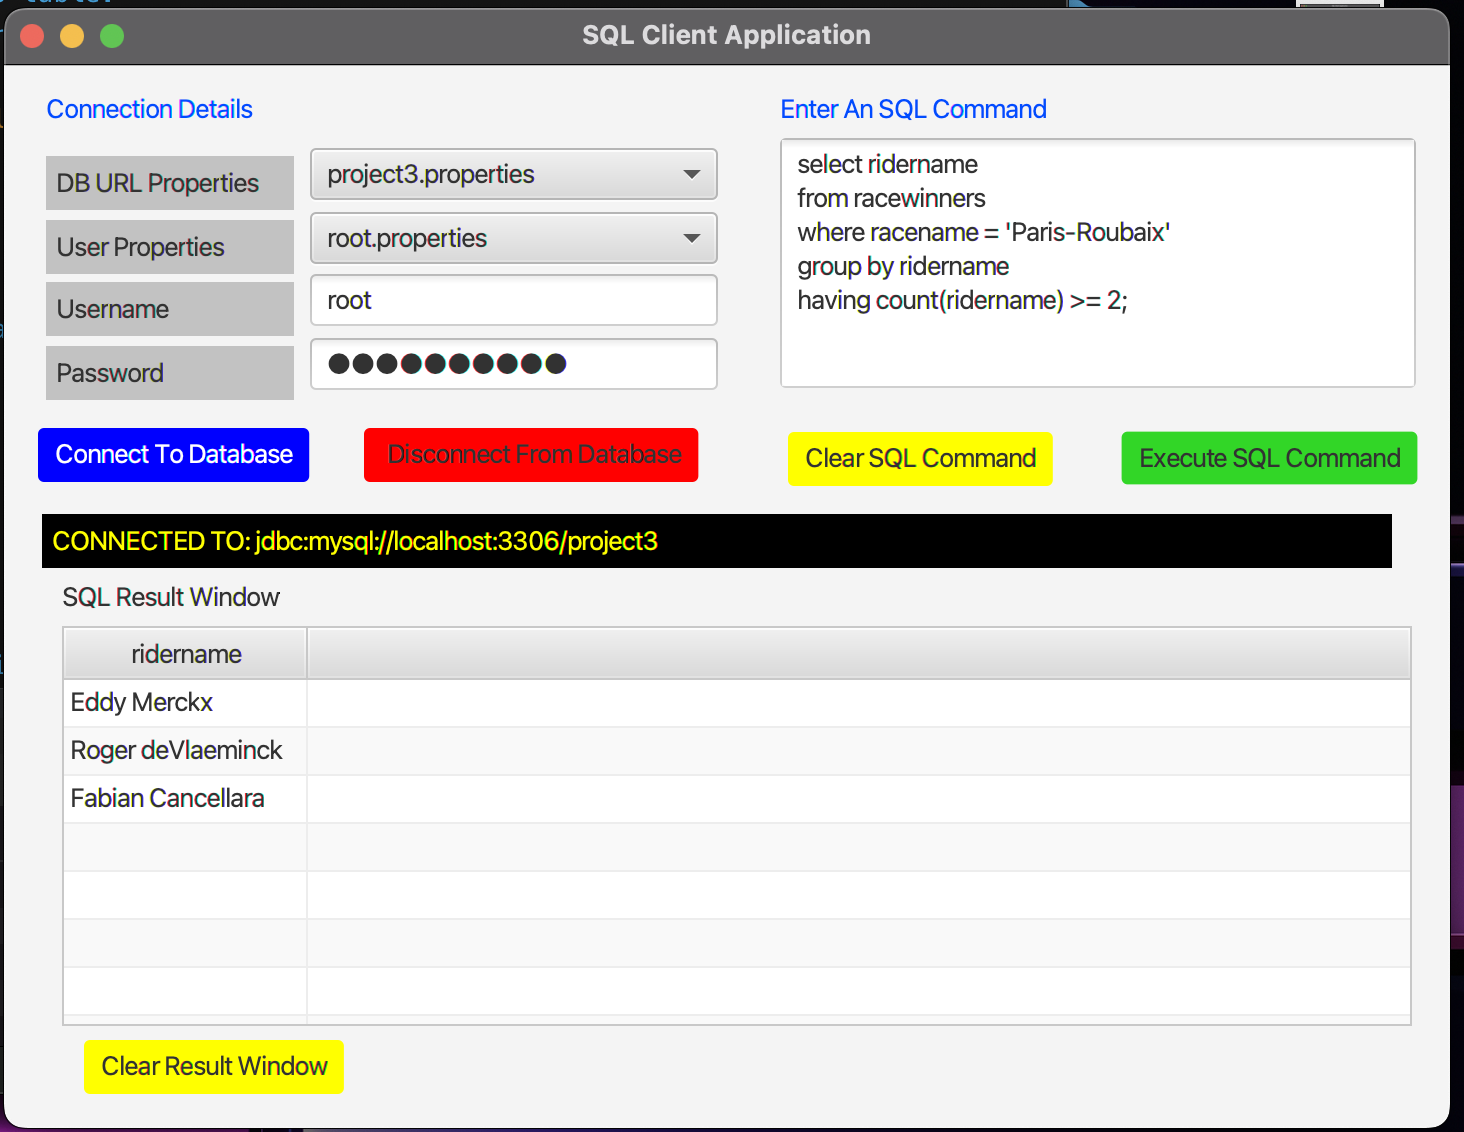 SQL Client Application
Connection Details
DB URL Properties
project3.properties
User Properties
root.properties
Username
root
Password
Enter An SQL Command
select ridername
from racewinners
where racename = 'Paris-Roubaix'
group by ridername
having count(ridername) >= 2;
Connect To Database
Disconnect From Database
Clear SQL Command
Execute SQL Command
CONNECTED TO: jdbc:mysql://localhost:3306/project3
SQL Result Window
ridername
Eddy Merckx
Roger deVlaeminck
Fabian Cancellara
Clear Result Window